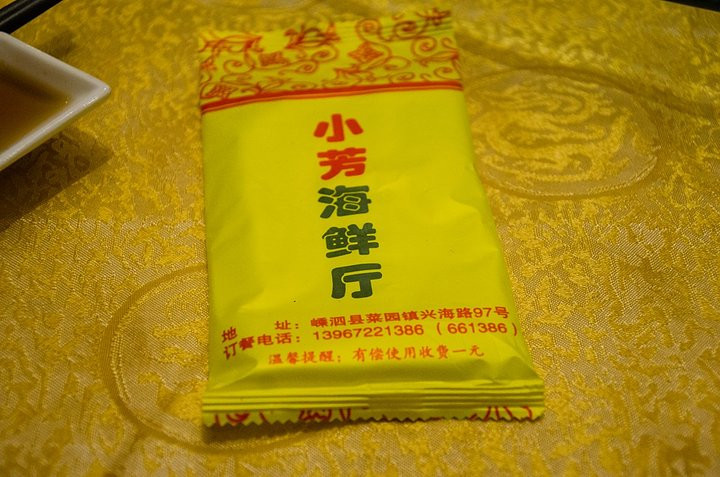 小芳海鲜厅
地 址：嵊泗县菜园镇兴海路97号
订餐电话：13967221386（661386）
温馨提醒：有偿使用收费一元